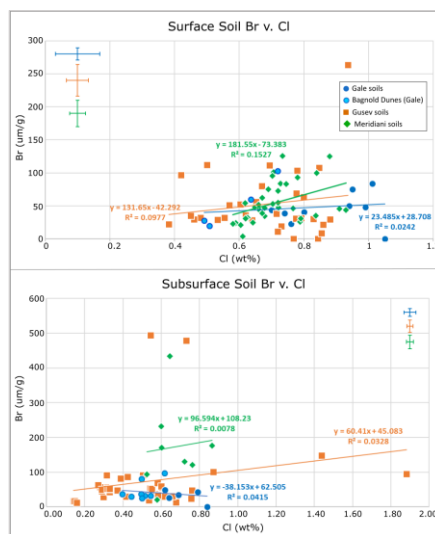 Surface Soil Br v. Cl
300
250
200
150
100
50
0
Br (um/g)
Gale soils
Bagnold Dunes (Gale)
Gusev soils
Meridiani soils
y = 181.55x - 73.383
R² = 0.1527
y = 131.65x - 42.292
R² = 0.0977
y = 23.485x + 28.708
R² = 0.0242
0.0 0.2 0.4 0.6 0.8 1.0
Cl (wt%)
Subsurface Soil Br v. Cl
600
500
400
300
200
100
0
Br (um/g)
y = 96.594x + 108.23
R² = 0.0078
y = 60.41x + 45.083
R² = 0.0328
y = -38.153x + 62.505
R² = 0.0415
0.00 0.20 0.40 0.60 0.80 1.00 1.20 1.40 1.60 1.80 2.00
Cl (wt%)